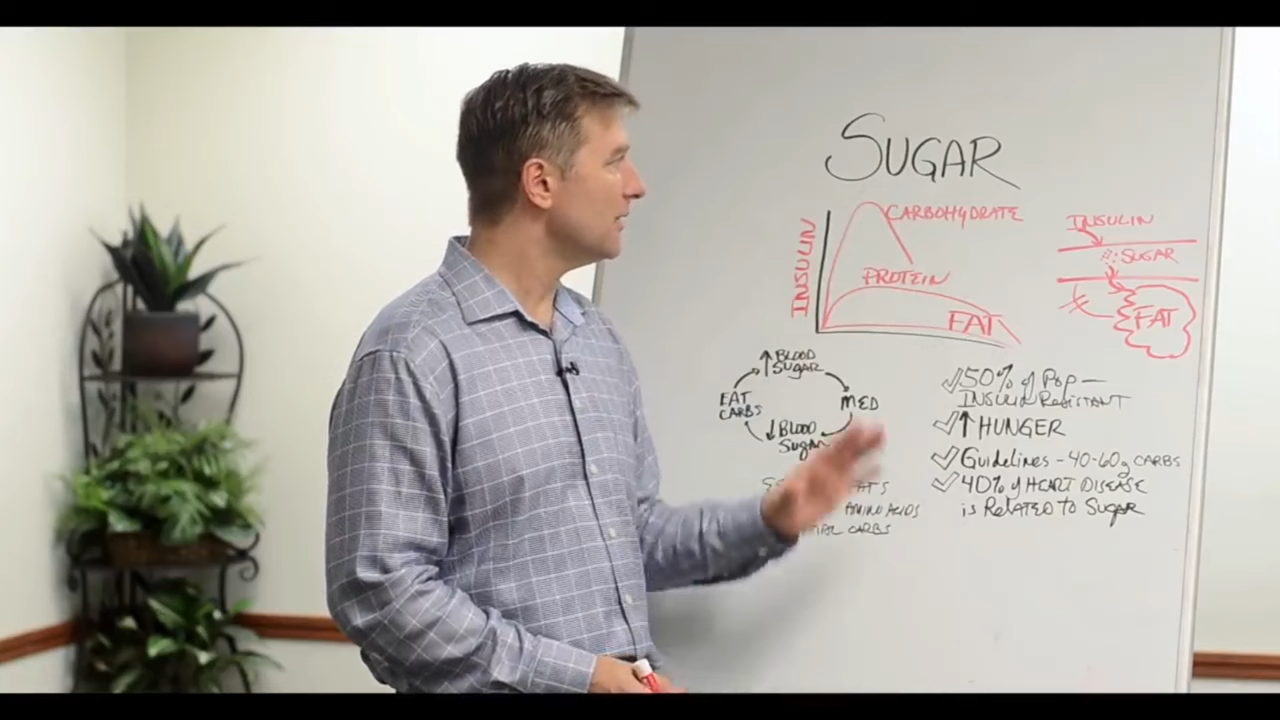 SUGAR
INSULIN
CARBOHYDRATE
PROTEIN
FAT
INSULIN
SUGAR
FAT
↑ BLOOD
SUGAR
EAT
CARBS
MED
↓ BLOOD
SUGAR
AMINO ACIDS
CARBS
✓ 50% of Pop —
INSULIN RESISTANT
✓ ↑ HUNGER
✓ Guidelines - 40-60g CARBS
✓ 40% of HEART DISEASE
is RELATED TO SUGAR